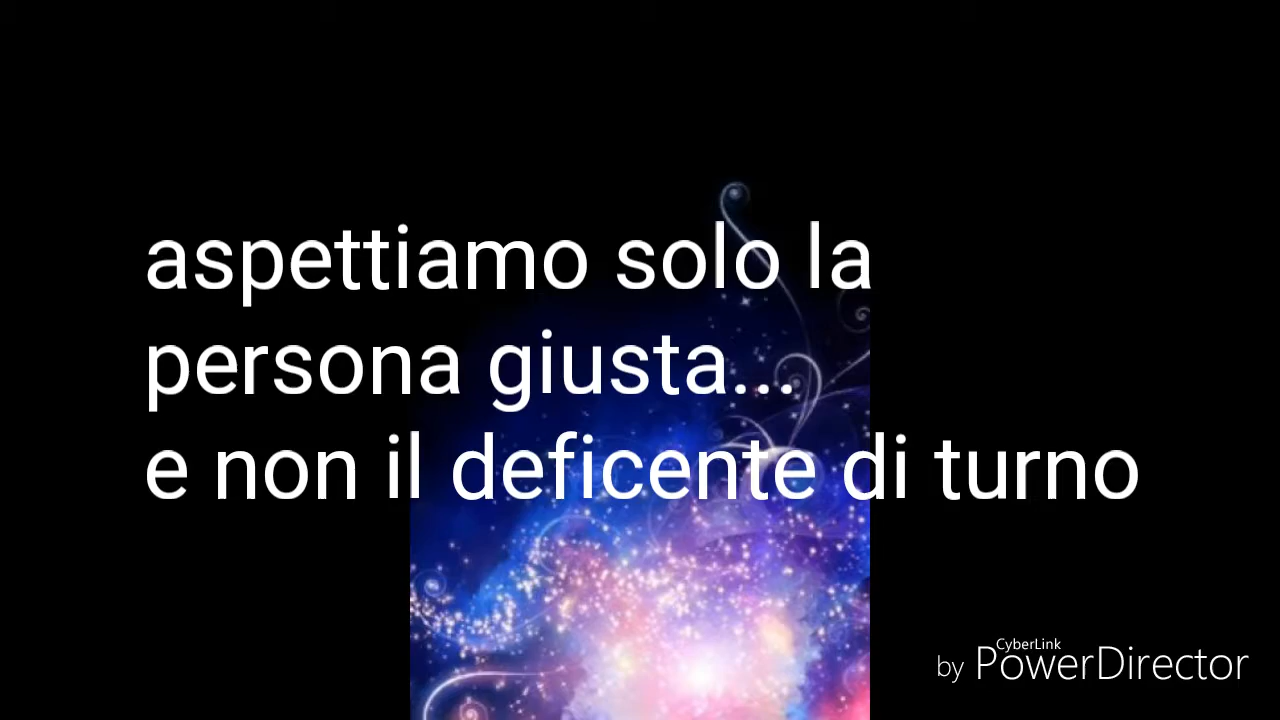 aspettiamo solo la
persona giusta...
e non il deficente di turno
CyberLink
by PowerDirector